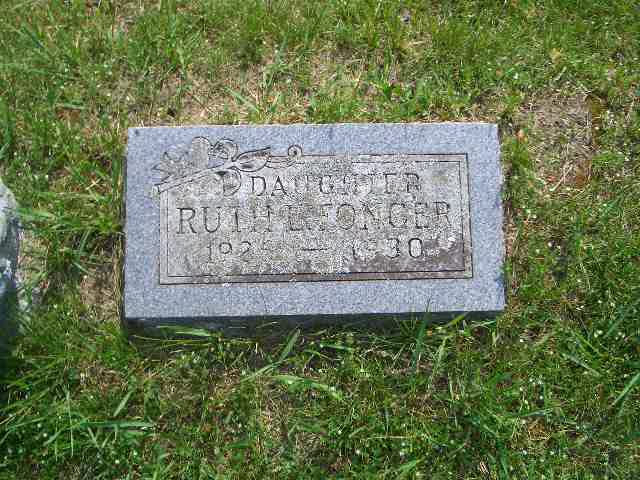 DAUGHTER
RUTH E. FONGER
— 1930